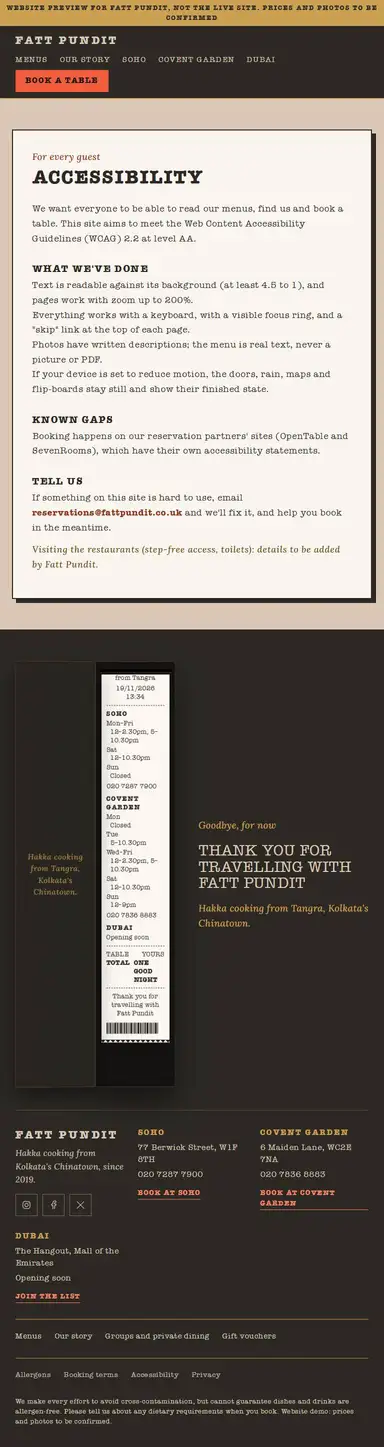 WEBSITE PREVIEW FOR FATT PUNDIT, NOT THE LIVE SITE. PRICES AND PHOTOS TO BE
CONFIRMED
FATT PUNDIT
MENUS OUR STORY SOHO COVENT GARDEN DUBAI
BOOK A TABLE
For every guest
ACCESSIBILITY
We want everyone to be able to read our menus, find us and book a
table. This site aims to meet the Web Content Accessibility
Guidelines (WCAG) 2.2 at level AA.
WHAT WE'VE DONE
Text is readable against its background (at least 4.5 to 1), and
pages work with zoom up to 200%.
Everything works with a keyboard, with a visible focus ring, and a
"skip" link at the top of each page.
Photos have written descriptions; the menu is real text, never a
picture or PDF.
If your device is set to reduce motion, the doors, rain, maps and
flip-boards stay still and show their finished state.
KNOWN GAPS
Booking happens on our reservation partners' sites (OpenTable and
SevenRooms), which have their own accessibility statements.
TELL US
If something on this site is hard to use, email
reservations@fattpundit.co.uk and we'll fix it, and help you book
in the meantime.
Visiting the restaurants (step-free access, toilets): details to be added
by Fatt Pundit.
Hakka cooking
from Tangra,
Kolkata's
Chinatown.
from Tangra
19/11/2026
13:34
SOHO
Mon-Fri
12-2.30pm, 5-
10.30pm
Sat
12-10.30pm
Sun
Closed
020 7287 7900
COVENT
GARDEN
Mon
Closed
Tue
5-10.30pm
Wed-Fri
12-2.30pm, 5-
10.30pm
Sat
12-10.30pm
Sun
12-9pm
020 7836 8883
DUBAI
Opening soon
TABLE YOURS
TOTAL ONE
GOOD
NIGHT
Thank you for
travelling with
Fatt Pundit
Goodbye, for now
THANK YOU FOR
TRAVELLING WITH
FATT PUNDIT
Hakka cooking from Tangra, Kolkata's
Chinatown.
FATT PUNDIT
Hakka cooking from
Kolkata's Chinatown, since
2019.
SOHO
77 Berwick Street, W1F
8TH
020 7287 7900
BOOK AT SOHO
COVENT GARDEN
6 Maiden Lane, WC2E
7NA
020 7836 8883
BOOK AT COVENT
GARDEN
DUBAI
The Hangout, Mall of the
Emirates
Opening soon
JOIN THE LIST
Menus Our story Groups and private dining Gift vouchers
Allergens Booking terms Accessibility Privacy
We make every effort to avoid cross-contamination, but cannot guarantee dishes and drinks are
allergen-free. Please tell us about any dietary requirements when you book. Website demo: prices
and photos to be confirmed.